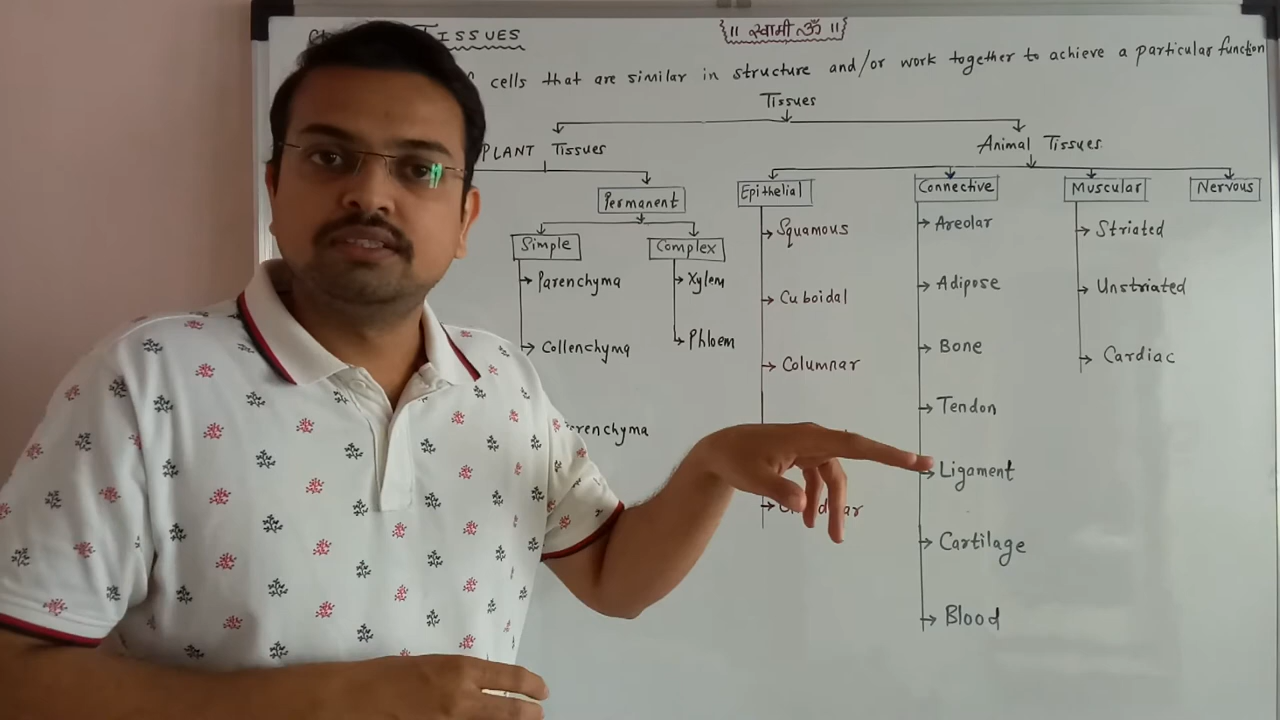 TISSUES
{|| स्वामी ॐ ||}
cells that are similar in structure and/or work together to achieve a particular function
Tissues
PLANT Tissues
Animal Tissues
Permanent
Epithelial
Connective
Muscular
Nervous
Simple
Complex
Squamous
Areolar
Striated
Parenchyma
Xylem
Cuboidal
Adipose
Unstriated
Collenchyma
Phloem
Columnar
Bone
Cardiac
Tendon
Ligament
Cartilage
Blood